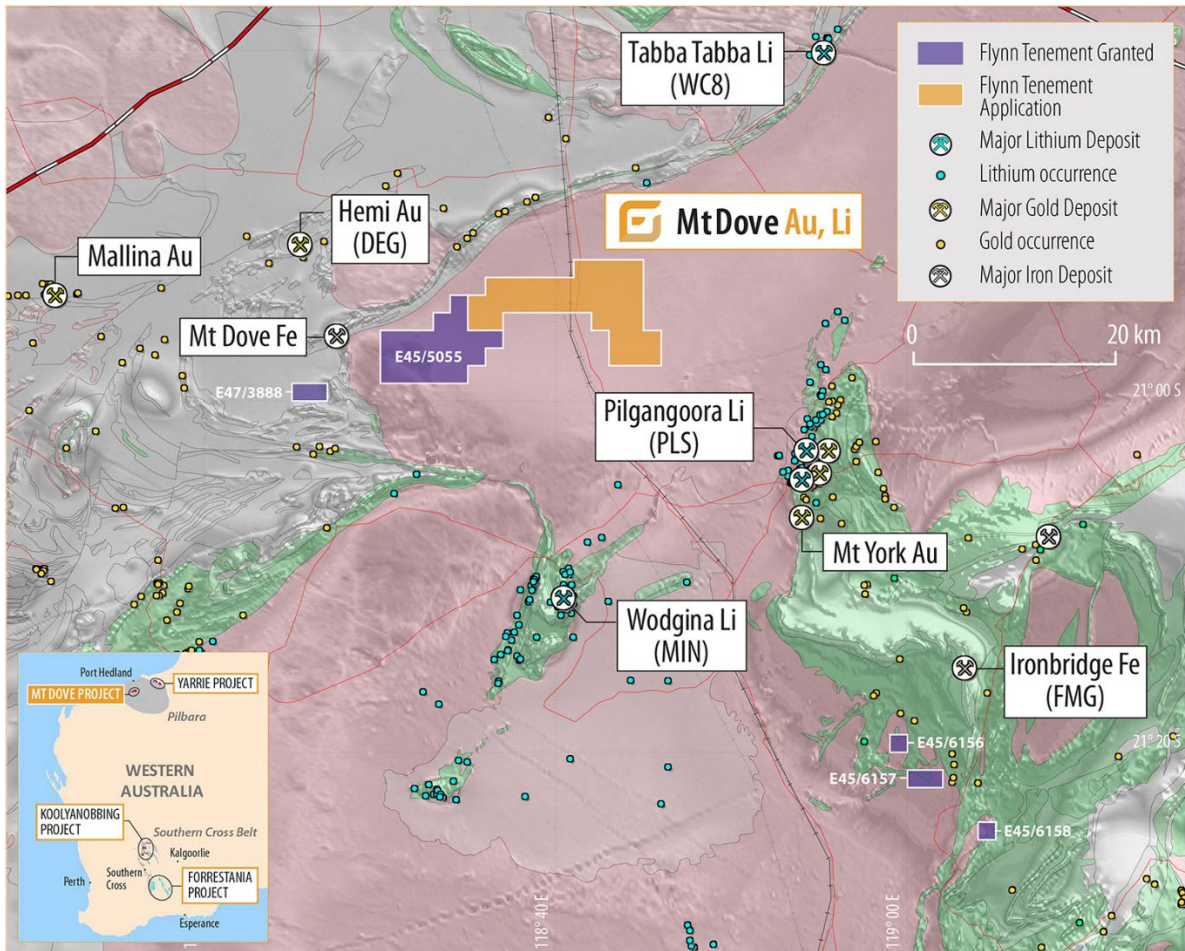 Tabba Tabba Li
(WC8)
Flynn Tenement Granted
Flynn Tenement
Application
Major Lithium Deposit
Lithium occurrence
Major Gold Deposit
Gold occurrence
Major Iron Deposit
0 20 km
Mt Dove Au, Li
Hemi Au
(DEG)
Mallina Au
Mt Dove Fe
E45/5055
E47/3888
21° 00 S
Pilgangoora Li
(PLS)
Mt York Au
Wodgina Li
(MIN)
Ironbridge Fe
(FMG)
E45/6156
21° 20 S
E45/6157
E45/6158
118° 40 E
119° 00 E
Port Hedland
MT DOVE PROJECT
YARRIE PROJECT
Pilbara
WESTERN
AUSTRALIA
KOOLYANOBBING
PROJECT
Southern Cross Belt
Kalgoorlie
Southern
Cross
Perth
FORRESTANIA
PROJECT
Esperance